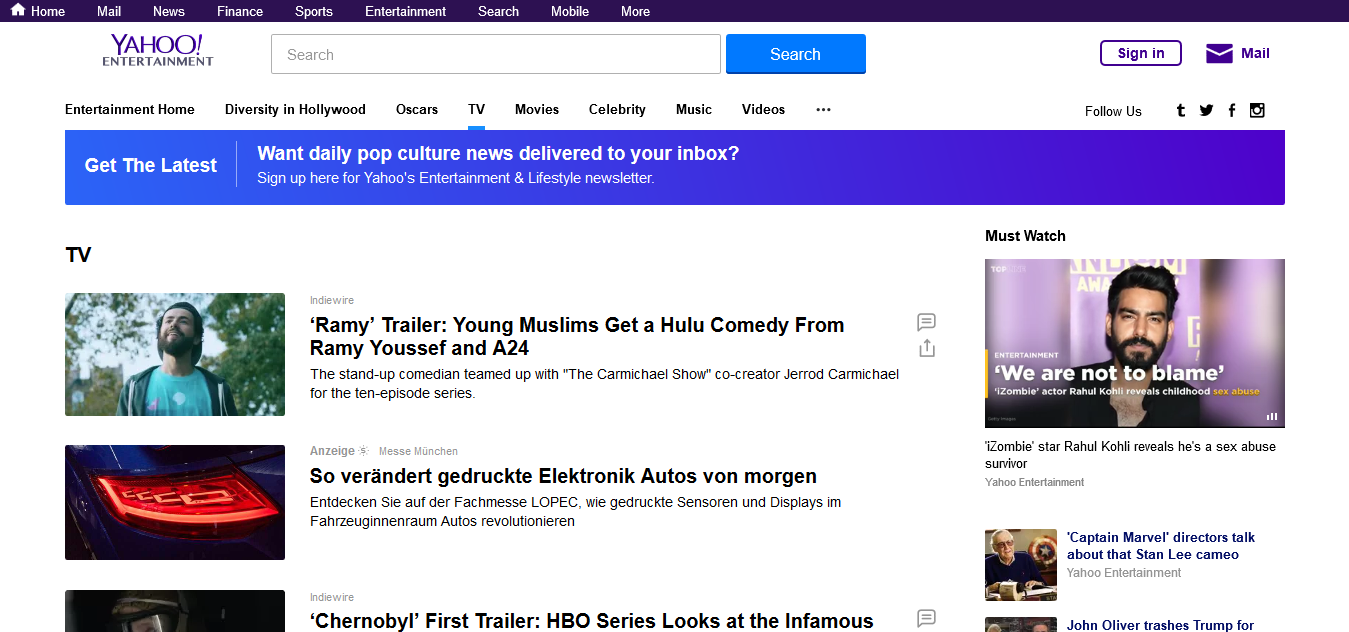 Home Mail News Finance Sports Entertainment Search Mobile More
YAHOO!
ENTERTAINMENT
Search
Search
Sign in
Mail
Entertainment Home Diversity in Hollywood Oscars TV Movies Celebrity Music Videos •••
Follow Us
Get The Latest
Want daily pop culture news delivered to your inbox?
Sign up here for Yahoo's Entertainment & Lifestyle newsletter.
TV
Indiewire
‘Ramy’ Trailer: Young Muslims Get a Hulu Comedy From
Ramy Youssef and A24
The stand-up comedian teamed up with "The Carmichael Show" co-creator Jerrod Carmichael
for the ten-episode series.
Anzeige Messe München
So verändert gedruckte Elektronik Autos von morgen
Entdecken Sie auf der Fachmesse LOPEC, wie gedruckte Sensoren und Displays im
Fahrzeuginnenraum Autos revolutionieren
Indiewire
‘Chernobyl’ First Trailer: HBO Series Looks at the Infamous
Must Watch
ENTERTAINMENT
‘We are not to blame’
‘iZombie’ actor Rahul Kohli reveals childhood sex abuse
'iZombie' star Rahul Kohli reveals he's a sex abuse
survivor
Yahoo Entertainment
'Captain Marvel' directors talk
about that Stan Lee cameo
Yahoo Entertainment
John Oliver trashes Trump for